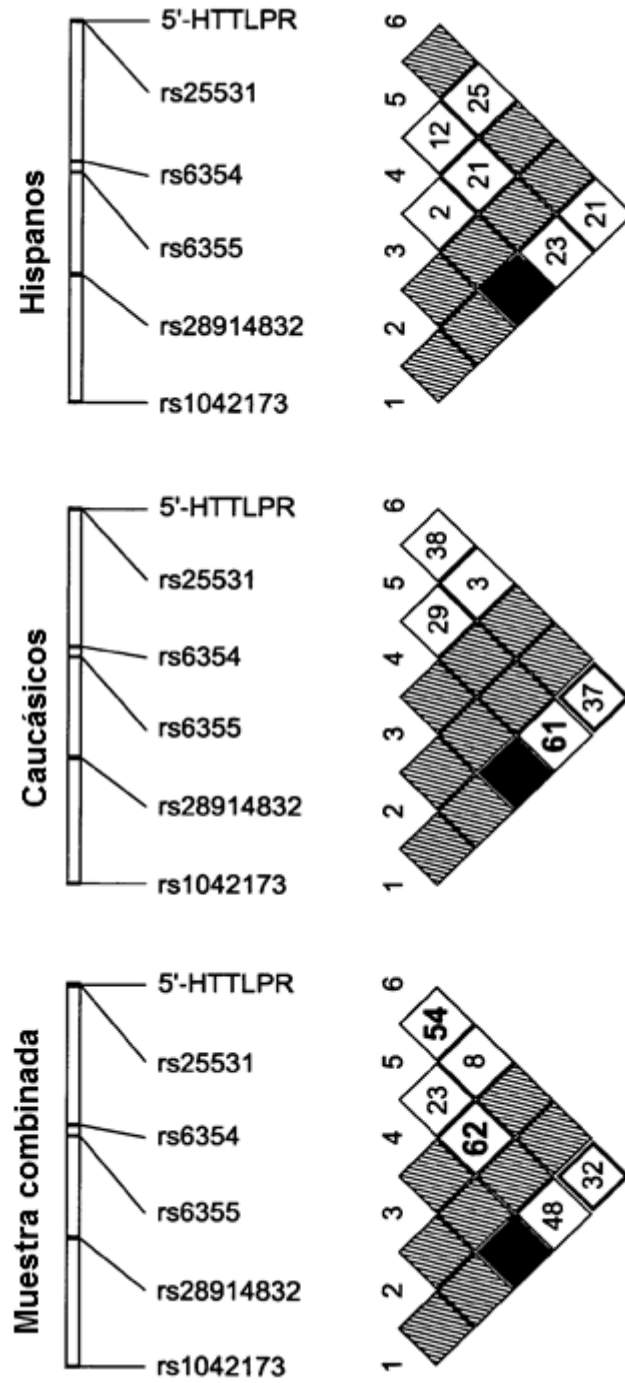 Hispanos
5'-HTTLPR
rs25531
rs6354
rs6355
rs28914832
rs1042173
1 2 3 4 5 6
2 12
21 25
23
21
Caucásicos
5'-HTTLPR
rs25531
rs6354
rs6355
rs28914832
rs1042173
1 2 3 4 5 6
29 38
3
61
37
Muestra combinada
5'-HTTLPR
rs25531
rs6354
rs6355
rs28914832
rs1042173
1 2 3 4 5 6
23 54
62 8
48
32